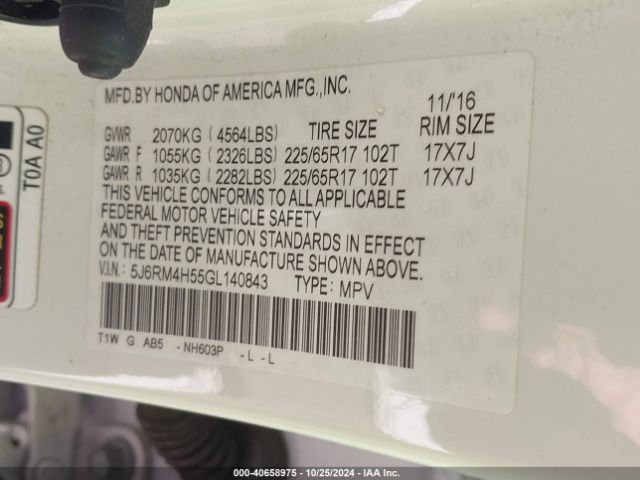 MFD.BY HONDA OF AMERICA MFG.,INC.
11/'16
GVWR 2070KG ( 4564LBS) TIRE SIZE RIM SIZE
GAWR F 1055KG ( 2326LBS) 225/65R17 102T 17X7J
GAWR R 1035KG ( 2282LBS) 225/65R17 102T 17X7J
THIS VEHICLE CONFORMS TO ALL APPLICABLE
FEDERAL MOTOR VEHICLE SAFETY
AND THEFT PREVENTION STANDARDS IN EFFECT
ON THE DATE OF MANUFACTURE SHOWN ABOVE.
V.I.N.: 5J6RM4H55GL140843 TYPE: MPV
T1W G AB5 -NH603P - L - L
T0A A0
000-40658975 - 10/25/2024 - IAA Inc.